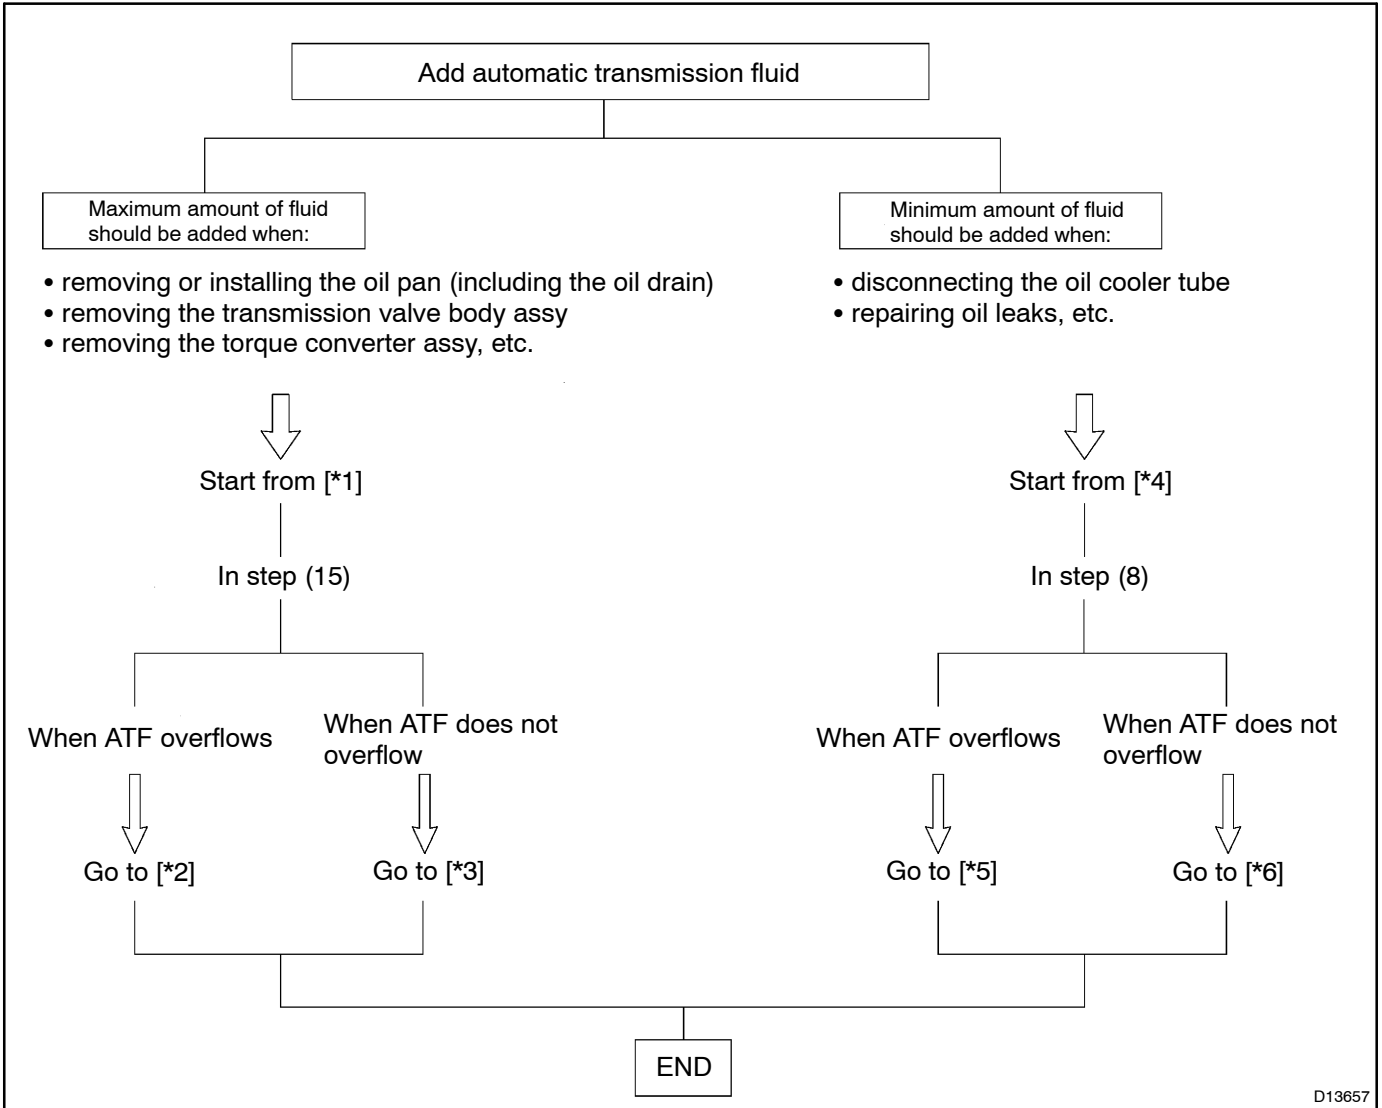 Add automatic transmission fluid
Maximum amount of fluid
should be added when:
• removing or installing the oil pan (including the oil drain)
• removing the transmission valve body assy
• removing the torque converter assy, etc.
Start from [*1]
In step (15)
When ATF overflows
When ATF does not
overflow
Go to [*2]
Go to [*3]
Minimum amount of fluid
should be added when:
• disconnecting the oil cooler tube
• repairing oil leaks, etc.
Start from [*4]
In step (8)
When ATF overflows
When ATF does not
overflow
Go to [*5]
Go to [*6]
END
D13657